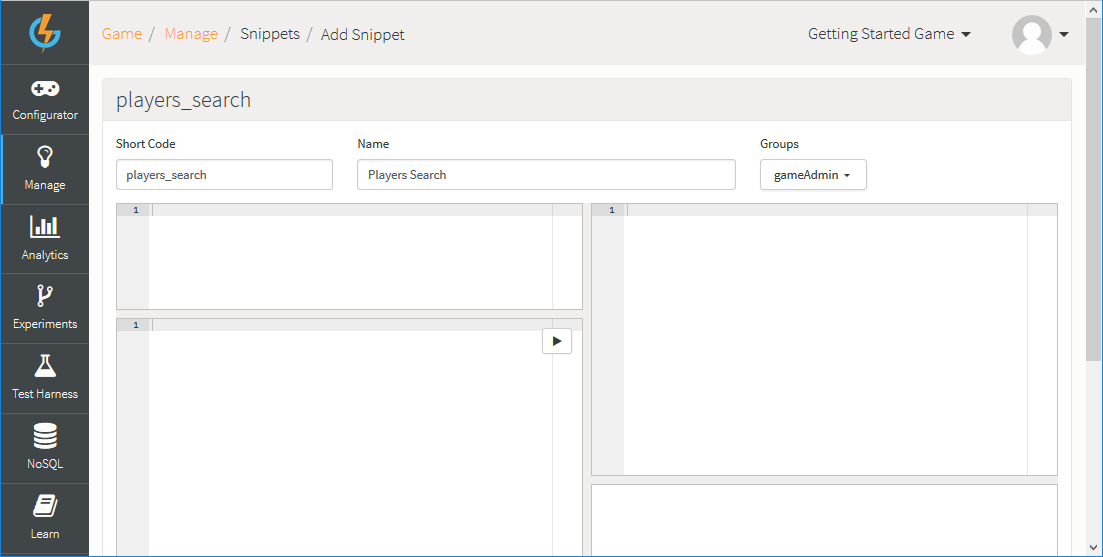 Game / Manage / Snippets / Add Snippet
Getting Started Game
Configurator
Manage
Analytics
Experiments
Test Harness
NoSQL
Learn
players_search
Short Code
Name
Groups
players_search
Players Search
gameAdmin
1
1
1